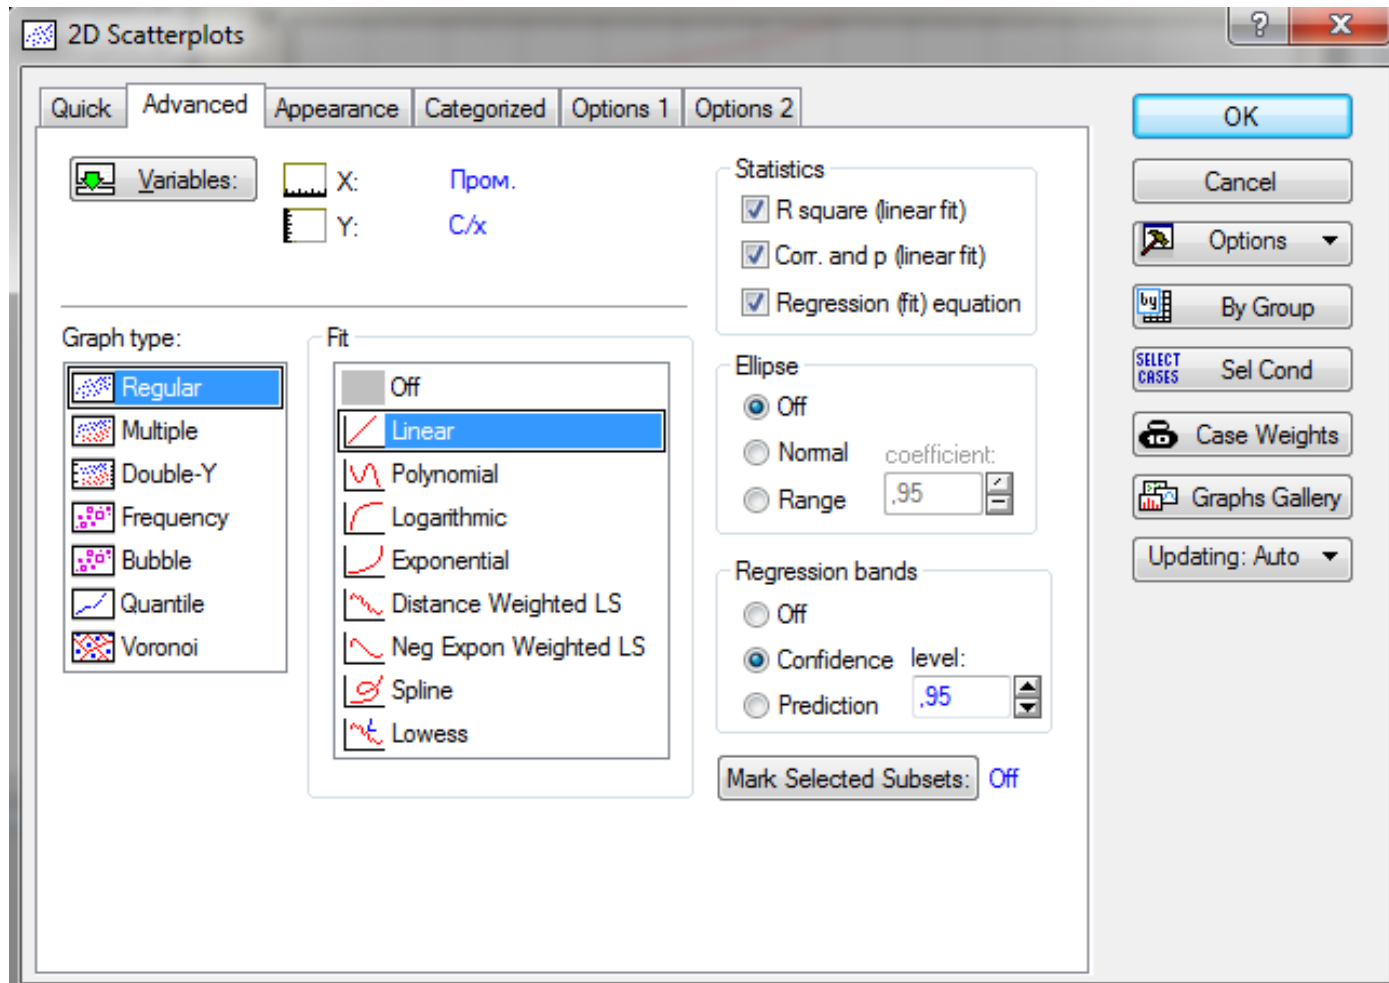 2D Scatterplots
?
X
Quick Advanced Appearance Categorized Options 1 Options 2
Variables: X: Пром.
Y: С/х
Graph type:
Regular
Multiple
Double-Y
Frequency
Bubble
Quantile
Voronoi
Fit
Off
Linear
Polynomial
Logarithmic
Exponential
Distance Weighted LS
Neg Expon Weighted LS
Spline
Lowess
Statistics
R square (linear fit)
Corr. and p (linear fit)
Regression (fit) equation
Ellipse
Off
Normal coefficient:
Range ,95
Regression bands
Off
Confidence level:
Prediction ,95
Mark Selected Subsets: Off
OK
Cancel
Options
by By Group
SELECT
CASES
Sel Cond
Case Weights
Graphs Gallery
Updating: Auto